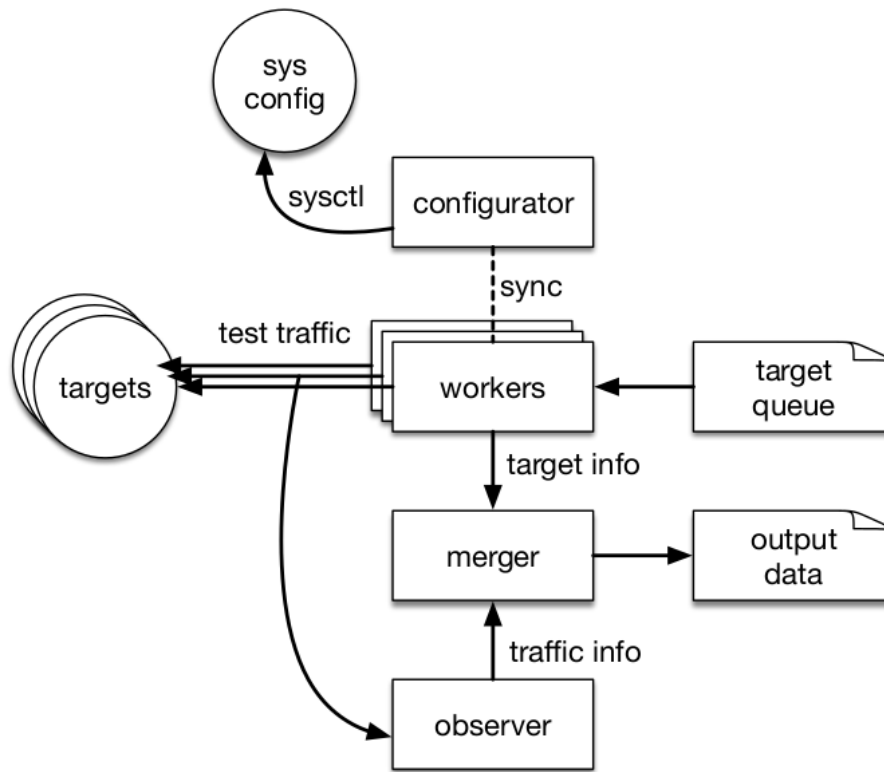 sys
config
sysctl
configurator
sync
test traffic
targets
workers
target
queue
target info
merger
output
data
traffic info
observer